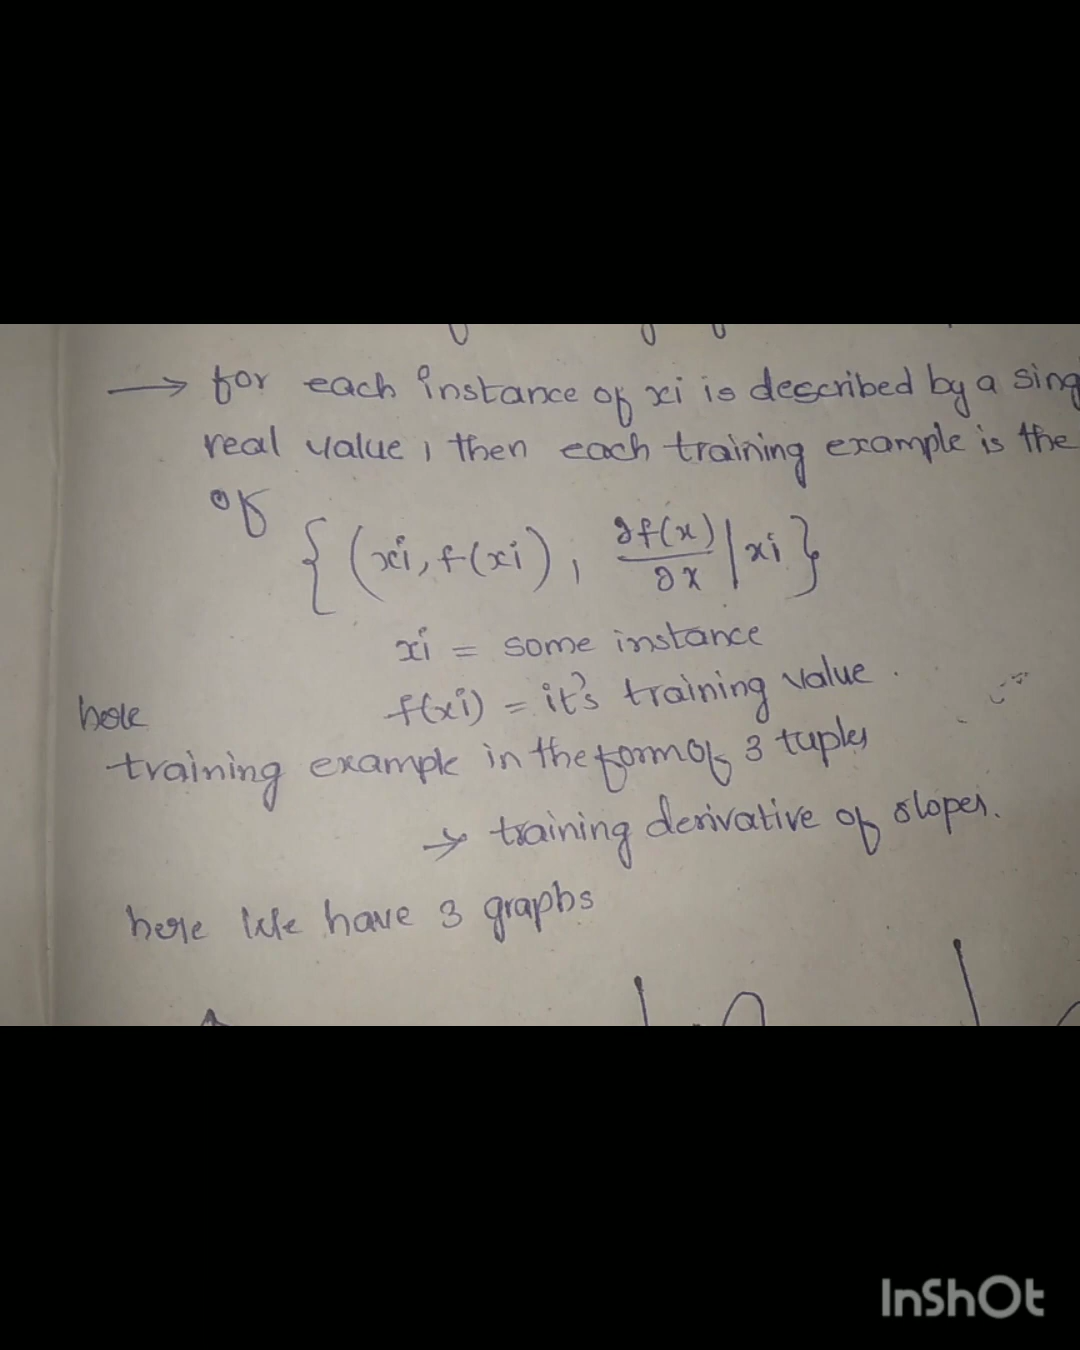 → for each instance of xi is described by a sing
real value, then each training example is the
of
{(xi, f(xi), ∂f(x)/∂x | xi}
xi = some instance
f(xi) = it's training value.
here
training example in the form of 3 tuples
→ training derivative of slopes.
here we have 3 graphs
InShOt